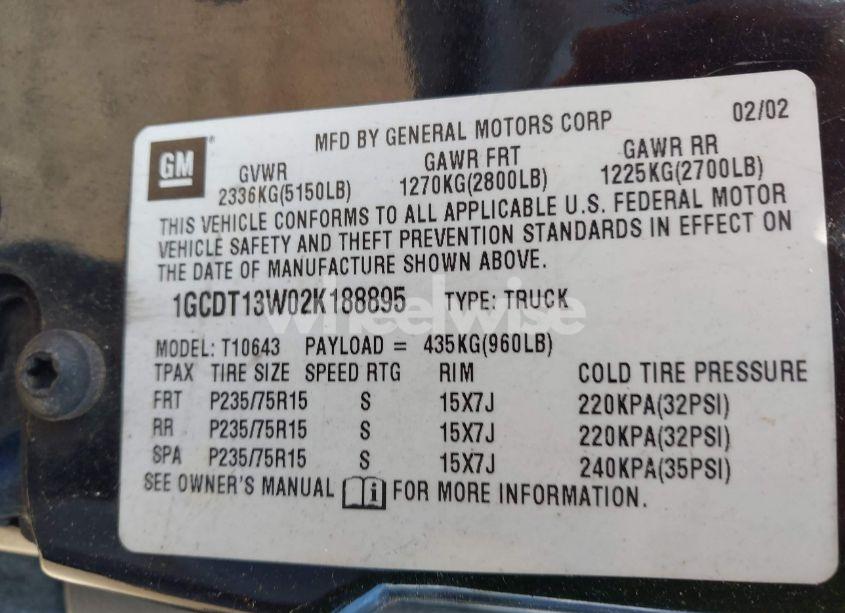 MFD BY GENERAL MOTORS CORP 02/02
GM
GVWR GAWR FRT GAWR RR
2336KG(5150LB) 1270KG(2800LB) 1225KG(2700LB)
THIS VEHICLE CONFORMS TO ALL APPLICABLE U.S. FEDERAL MOTOR
VEHICLE SAFETY AND THEFT PREVENTION STANDARDS IN EFFECT ON
THE DATE OF MANUFACTURE SHOWN ABOVE.
1GCDT13W02K188895 TYPE: TRUCK
wheelwise
MODEL: T10643 PAYLOAD = 435KG(960LB)
TPAX TIRE SIZE SPEED RTG RIM COLD TIRE PRESSURE
FRT P235/75R15 S 15X7J 220KPA(32PSI)
RR P235/75R15 S 15X7J 220KPA(32PSI)
SPA P235/75R15 S 15X7J 240KPA(35PSI)
SEE OWNER'S MANUAL i FOR MORE INFORMATION.